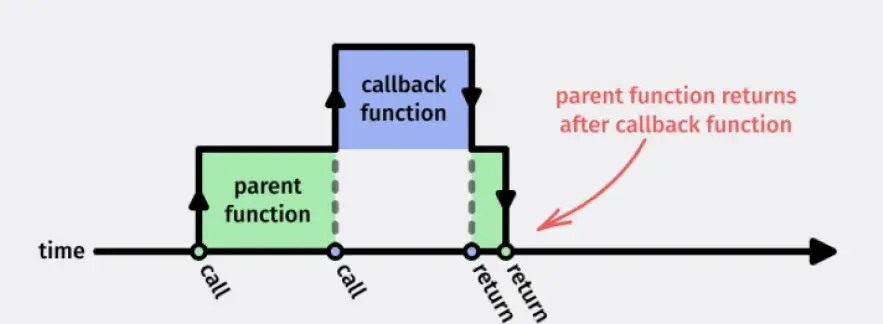 callback
function
parent function returns
after callback function
parent
function
time
call
call
return
return